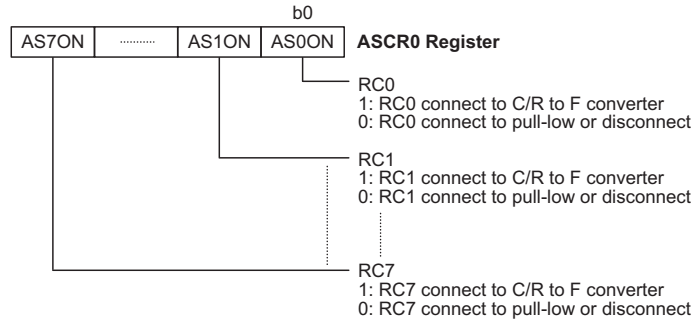 b0
AS7ON ........... AS1ON AS0ON ASCR0 Register
RC0
1: RC0 connect to C/R to F converter
0: RC0 connect to pull-low or disconnect
RC1
1: RC1 connect to C/R to F converter
0: RC1 connect to pull-low or disconnect
RC7
1: RC7 connect to C/R to F converter
0: RC7 connect to pull-low or disconnect